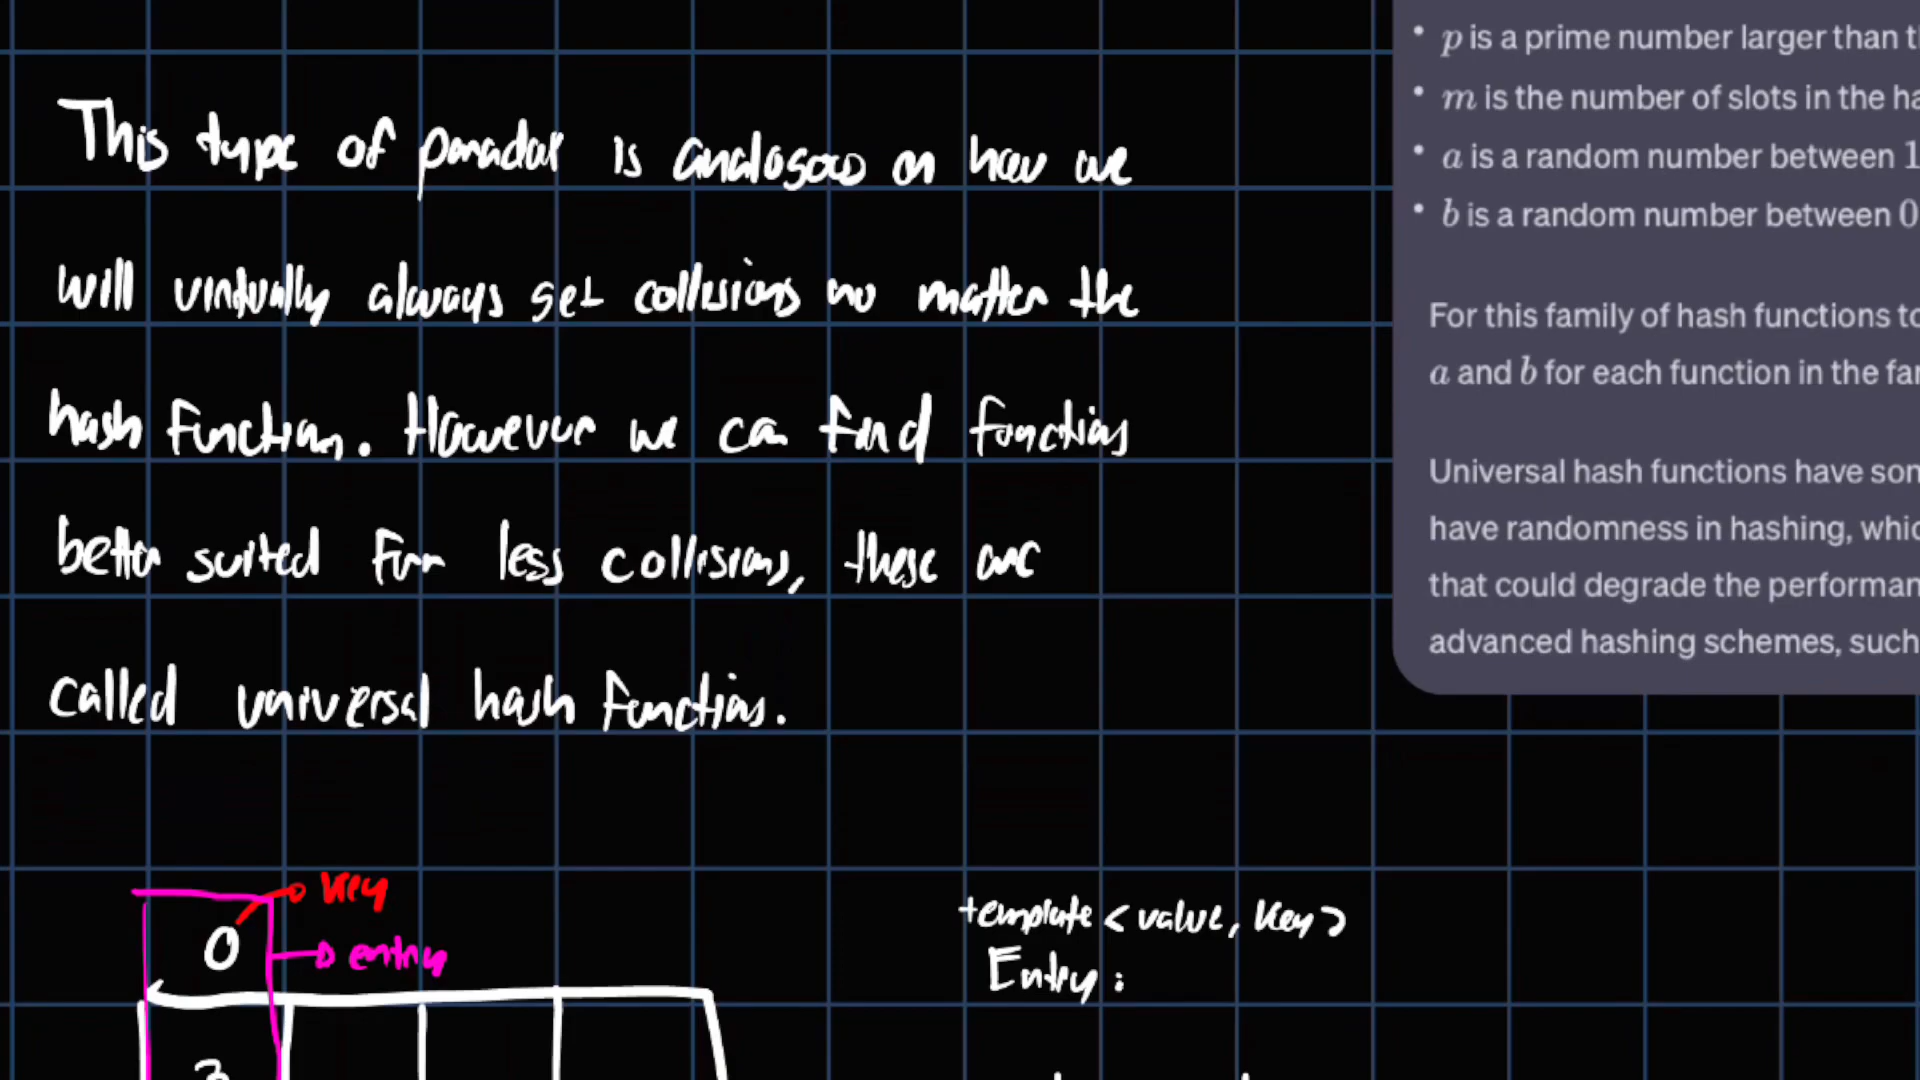 This type of paradox is analogous on how we
will virtually always get collisions no matter the
hash function. However we can find functions
better suited for less collisions, these are
called universal hash functions.
• p is a prime number larger than th
• m is the number of slots in the ha
• a is a random number between 1
• b is a random number between 0
For this family of hash functions to
a and b for each function in the fam
Universal hash functions have som
have randomness in hashing, whic
that could degrade the performan
advanced hashing schemes, such
key
0
entry
template <value, key>
Entry: